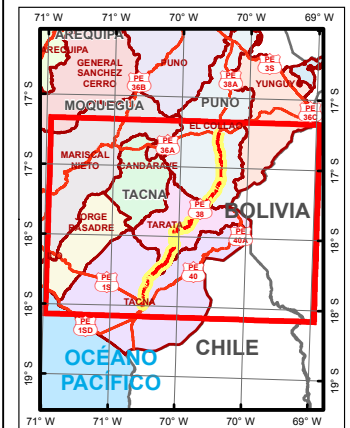 71° W 70° W 70° W 69° W
AREQUIPA
AREQUIPA
GENERAL
SANCHEZ
CERRO
PUNO
PE
36B
PE
38A
PE
3S
YUNGUY
17° S
17° S
MOQUEGUA
PUNO
PE
36C
EL COLLAO
PE
36A
MARISCAL
NIETO
CANDARAVE
17° S
17° S
TACNA
PE
38
BOLIVIA
JORGE
BASADRE
TARATA
PE
40A
18° S
18° S
PE
1S
PE
40
TACNA
18° S
18° S
PE
1SD
CHILE
OCÉANO
PACIFICO
19° S
19° S
71° W 71° W 70° W 70° W 69° W